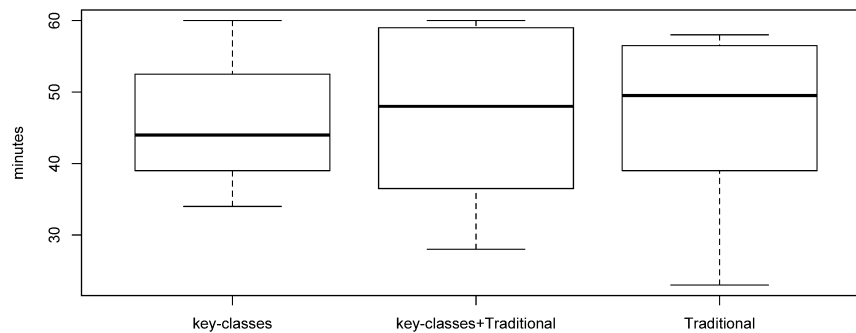 60
50
40
30
minutes
key-classes
key-classes+Traditional
Traditional